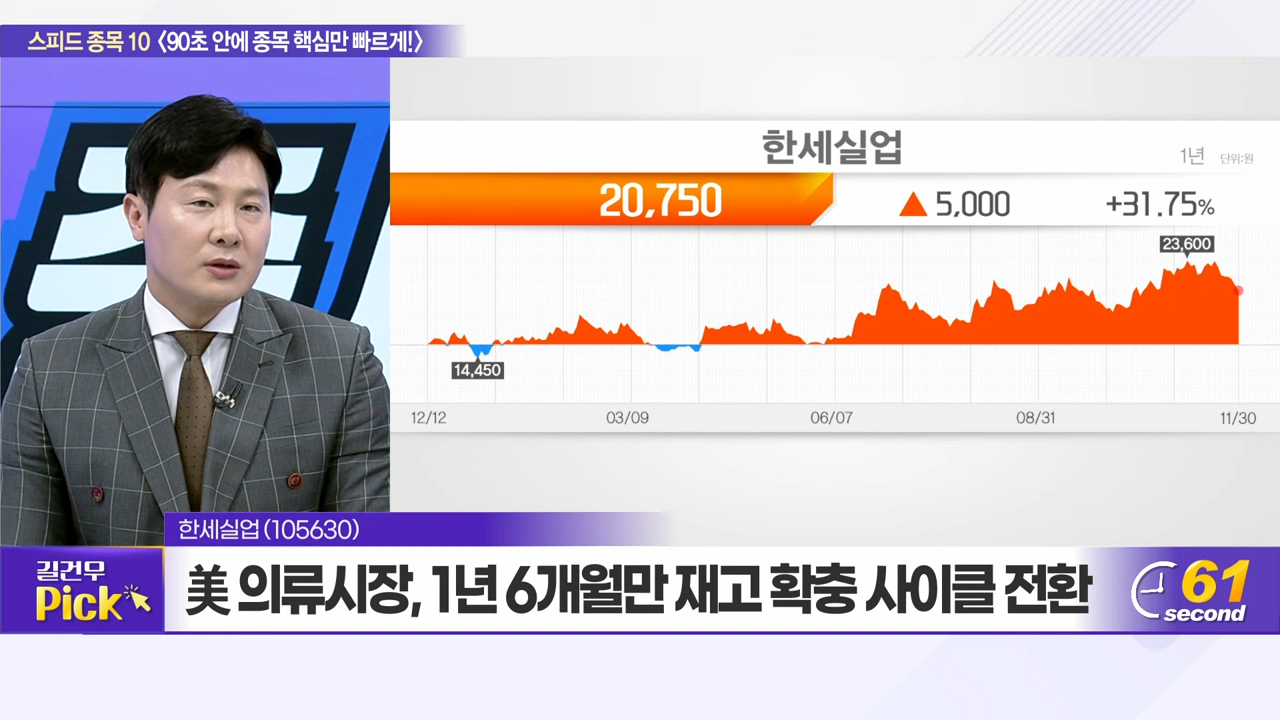 스피드 종목 10 〈90초 안에 종목 핵심만 빠르게!〉
한세실업
1년 단위:원
20,750 ▲ 5,000 +31.75%
23,600
14,450
12/12 03/09 06/07 08/31 11/30
한세실업(105630)
길건무
Pick
美 의류시장, 1년 6개월만 재고 확충 사이클 전환
61
second